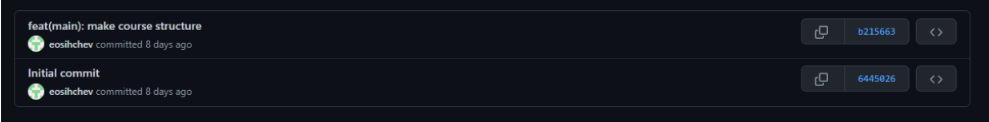 feat(main): make course structure
b215663
eosihchev committed 8 days ago
Initial commit
6445026
eosihchev committed 8 days ago